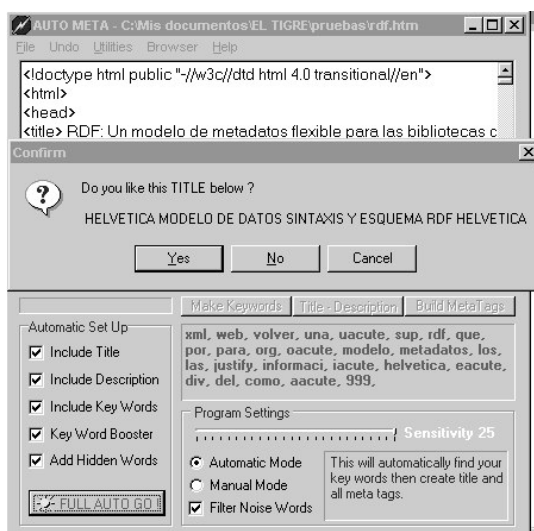 AUTO META - C:\Mis documentos\EL TIGRE\pruebas\rdf.htm
File Undo Utilities Browser Help
<!doctype html public "-//w3c//dtd html 4.0 transitional//en">
<html>
<head>
<title> RDF: Un modelo de metadatos flexible para las bibliotecas c
Confirm
Do you like this TITLE below ?
HELVETICA MODELO DE DATOS SINTAXIS Y ESQUEMA RDF HELVETICA
Yes No Cancel
Make Keywords Title - Description Build MetaTags
Automatic Set Up
Include Title
Include Description
Include Key Words
Key Word Booster
Add Hidden Words
FULL AUTO GO !
xml, web, volver, una, uacute, sup, rdf, que,
por, para, org, oacute, modelo, metadatos, los,
las, justify, informaci, iacute, helvetica, eacute,
div, del, como, aacute, 999,
Program Settings
Sensitivity 25
Automatic Mode
Manual Mode
Filter Noise Words
This will automatically find your
key words then create title and
all meta tags.